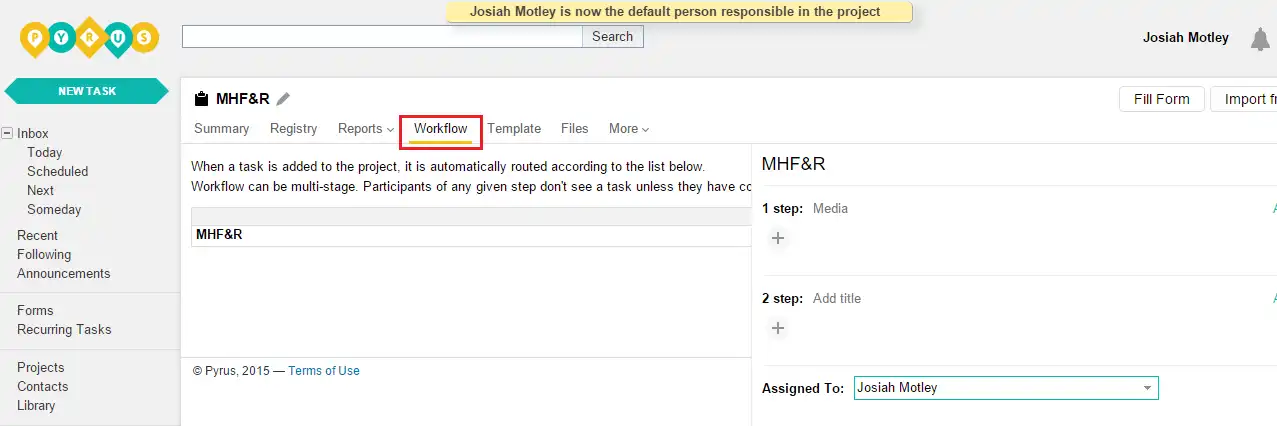 Josiah Motley is now the default person responsible in the project
PYRUS
Search
Josiah Motley
NEW TASK
MHF&R
Fill Form
Import fr
Summary Registry Reports Workflow Template Files More
Inbox
Today
Scheduled
Next
Someday
Recent
Following
Announcements
Forms
Recurring Tasks
Projects
Contacts
Library
When a task is added to the project, it is automatically routed according to the list below.
Workflow can be multi-stage. Participants of any given step don't see a task unless they have co
MHF&R
© Pyrus, 2015 — Terms of Use
MHF&R
1 step: Media
A
2 step: Add title
A
Assigned To: Josiah Motley